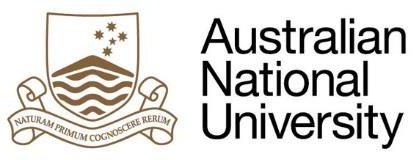 NATURAM PRIMUM COGNOSCERE RERUM
Australian
National
University